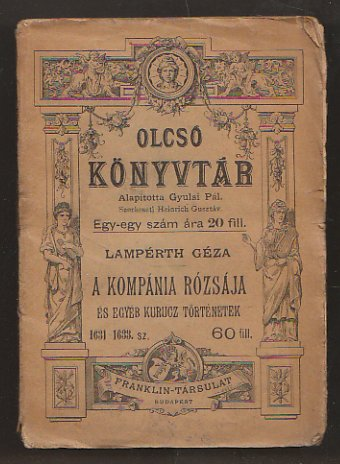 OLCSÓ
KÖNYVTÁR
Alapította Gyulai Pál.
Szerkeszti Heinrich Gusztáv.
Egy-egy szám ára 20 fill.
LAMPÉRTH GÉZA
A KOMPÁNIA RÓZSÁJA
ÉS EGYÉB KURUCZ TÖRTÉNETEK
1631—1633. sz. 60 fill.
FRANKLIN-TÁRSULAT
BUDAPEST